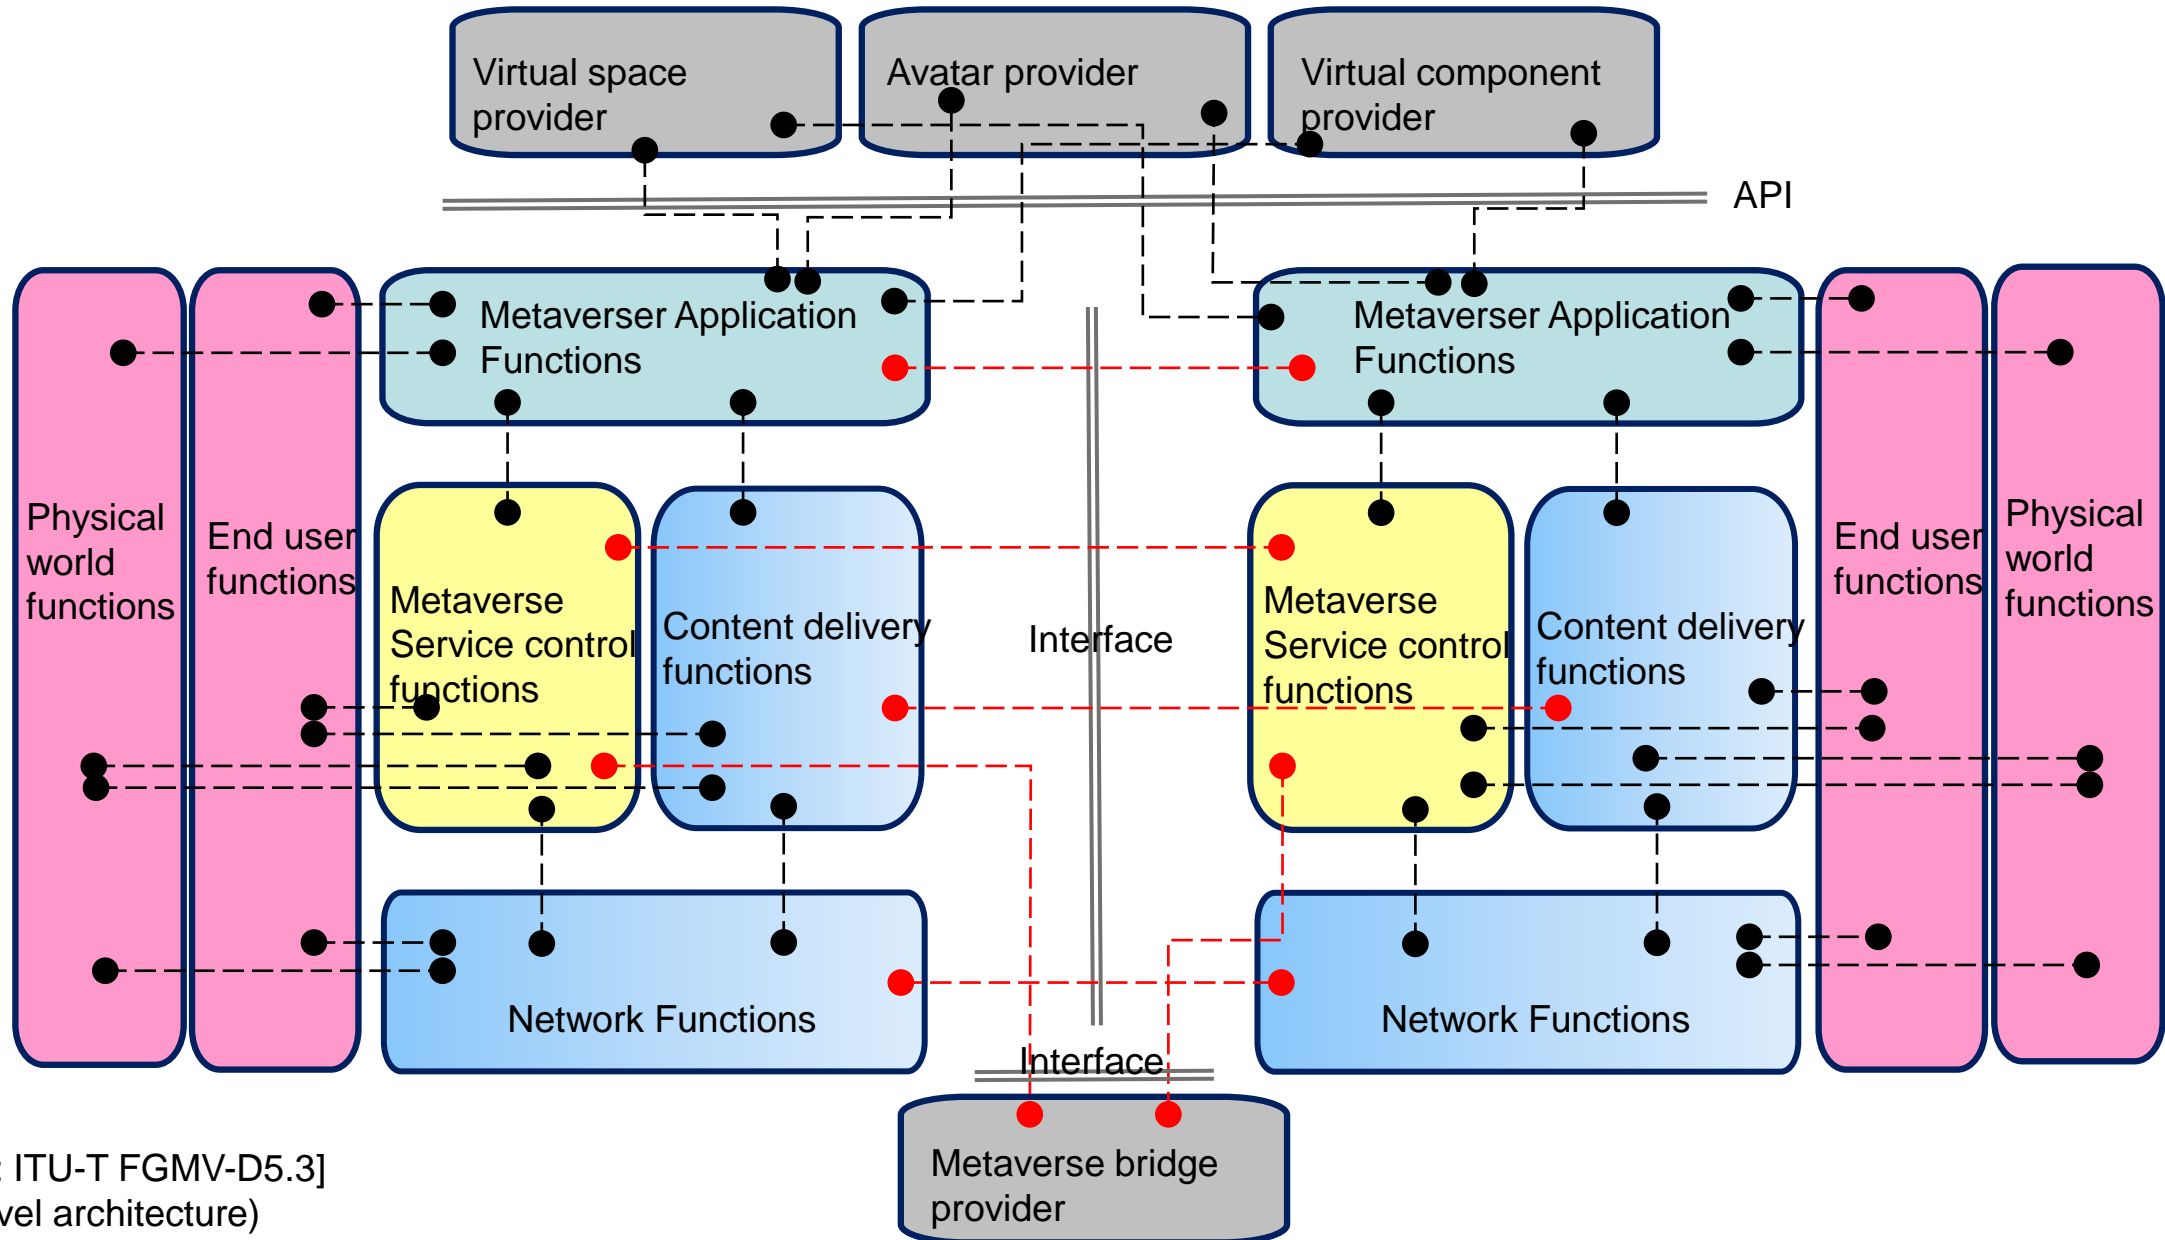 Virtual space
provider
Avatar provider
Virtual component
provider
API
Metaverser Application
Functions
Metaverser Application
Functions
Physical
world
functions
End user
functions
Metaverse
Service control
functions
Content delivery
functions
Interface
Metaverse
Service control
functions
Content delivery
functions
End user
functions
Physical
world
functions
Network Functions
Network Functions
Interface
Metaverse bridge
provider
: ITU-T FGMV-D5.3]
vel architecture)